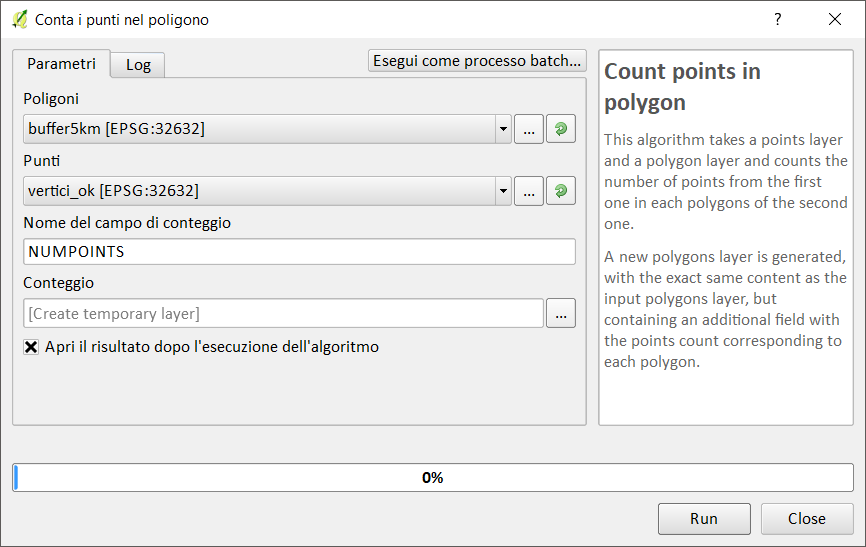 Conta i punti nel poligono
?
Parametri
Log
Esegui come processo batch...
Poligoni
buffer5km [EPSG:32632]
...
Punti
vertici_ok [EPSG:32632]
...
Nome del campo di conteggio
NUMPOINTS
Conteggio
[Create temporary layer]
...
Apri il risultato dopo l'esecuzione dell'algoritmo
Count points in
polygon
This algorithm takes a points layer
and a polygon layer and counts the
number of points from the first
one in each polygons of the second
one.
A new polygons layer is generated,
with the exact same content as the
input polygons layer, but
containing an additional field with
the points count corresponding to
each polygon.
0%
Run
Close